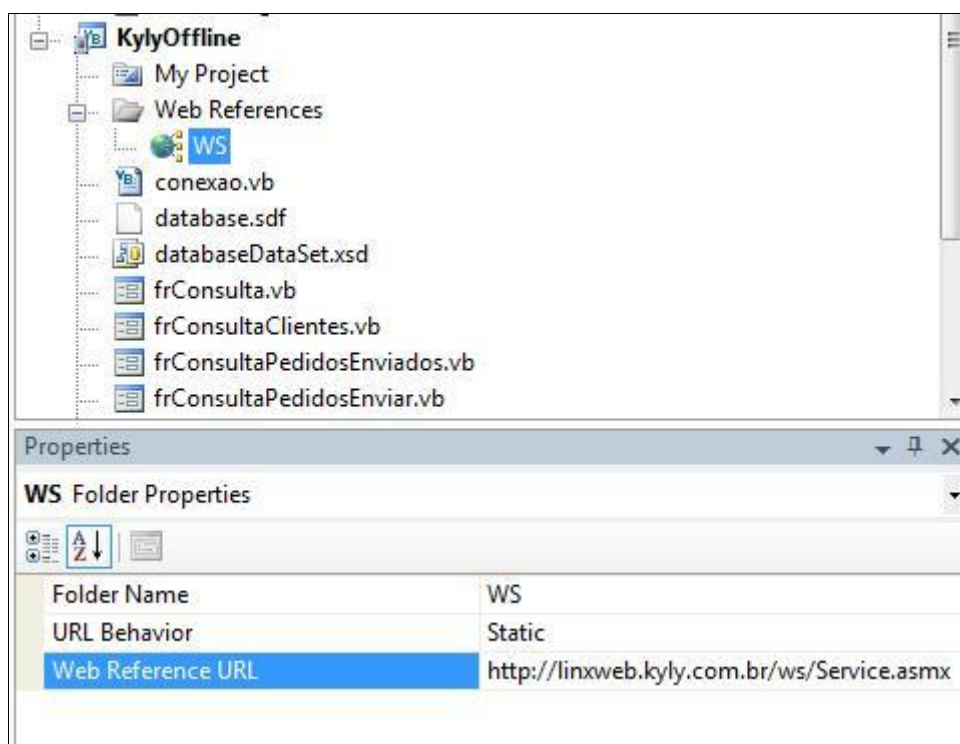 KylyOffline
My Project
Web References
WS
conexao.vb
database.sdf
databaseDataSet.xsd
frConsulta.vb
frConsultaClientes.vb
frConsultaPedidosEnviados.vb
frConsultaPedidosEnviar.vb
Properties
WS Folder Properties
Folder Name WS
URL Behavior Static
Web Reference URL http://linxweb.kyly.com.br/ws/Service.asmx